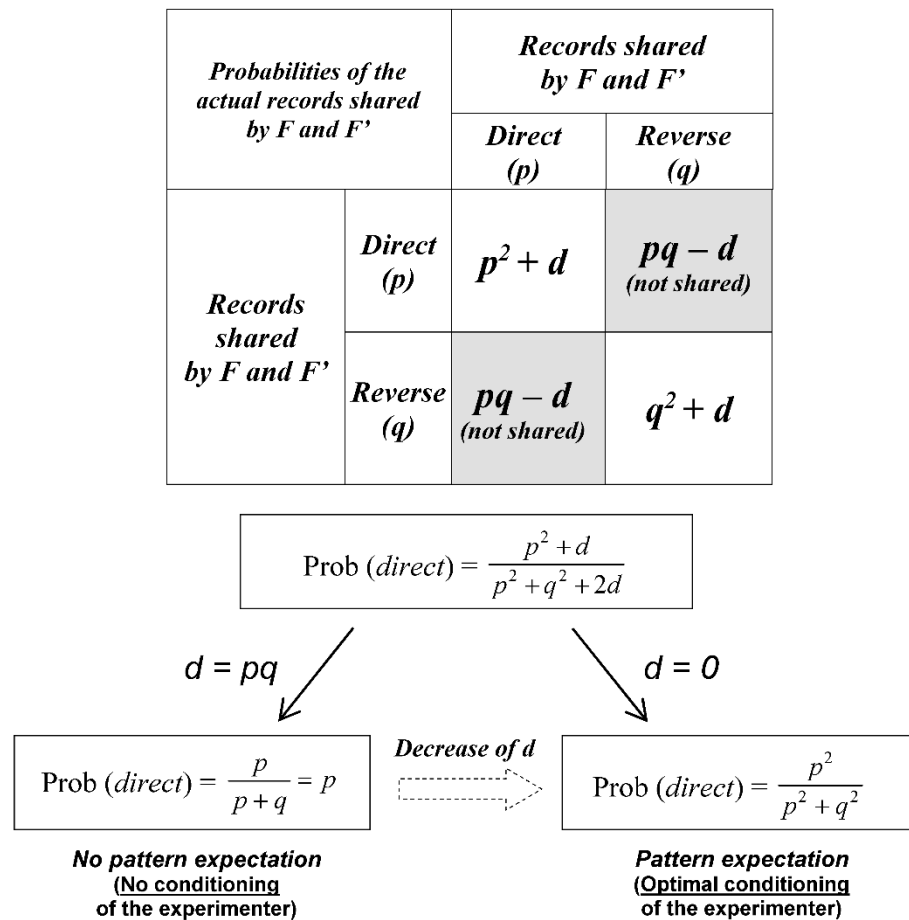 Probabilities of the
actual records shared
by F and F’
Records shared
by F and F’
Direct
(p)
Reverse
(q)
Records
shared
by F and F’
Direct
(p)
p² + d
pq – d
(not shared)
Reverse
(q)
pq – d
(not shared)
q² + d
Prob (direct) = (p² + d) / (p² + q² + 2d)
d = pq
d = 0
Prob (direct) = p / (p + q) = p
Decrease of d
Prob (direct) = p² / (p² + q²)
No pattern expectation
(No conditioning
of the experimenter)
Pattern expectation
(Optimal conditioning
of the experimenter)